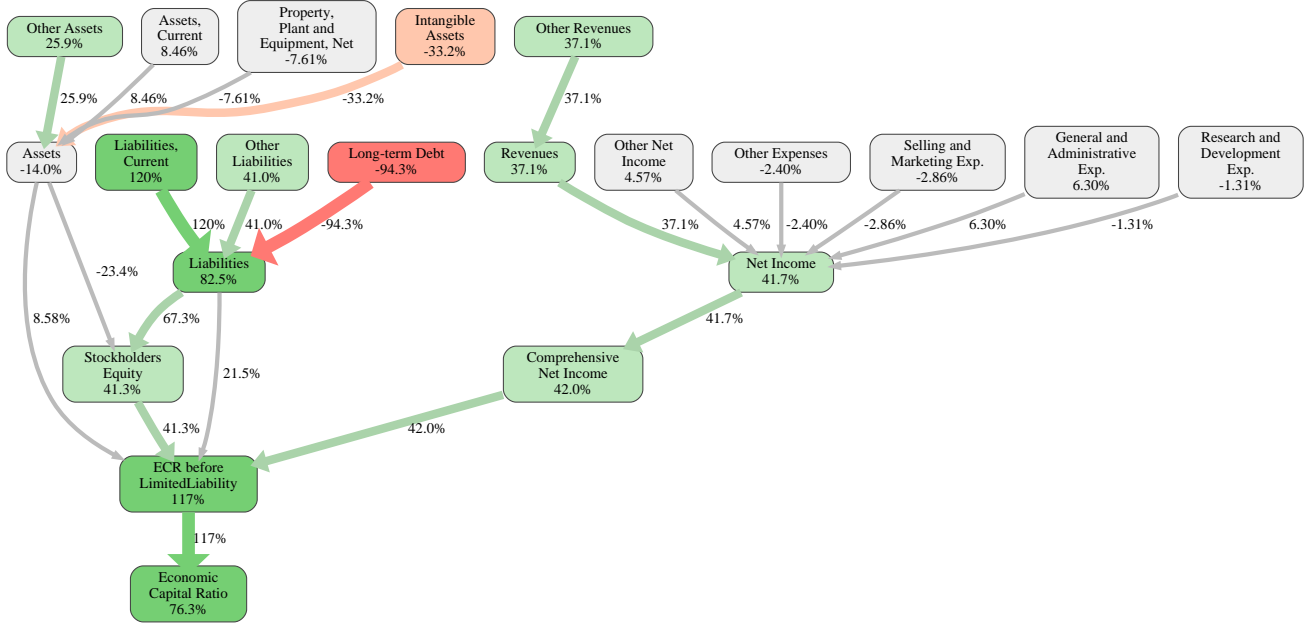 Other Assets
25.9%
Assets,
Current
8.46%
Property,
Plant and
Equipment, Net
-7.61%
Intangible
Assets
-33.2%
Other Revenues
37.1%
25.9%
8.46%
-7.61%
-33.2%
37.1%
Assets
-14.0%
Liabilities,
Current
120%
Other
Liabilities
41.0%
Long-term Debt
-94.3%
Revenues
37.1%
Other Net
Income
4.57%
Other Expenses
-2.40%
Selling and
Marketing Exp.
-2.86%
General and
Administrative
Exp.
6.30%
Research and
Development
Exp.
-1.31%
120%
41.0%
-94.3%
37.1%
4.57%
-2.40%
-2.86%
6.30%
-1.31%
-23.4%
Liabilities
82.5%
Net Income
41.7%
8.58%
67.3%
41.7%
Stockholders
Equity
41.3%
21.5%
Comprehensive
Net Income
42.0%
41.3%
42.0%
ECR before
LimitedLiability
117%
117%
Economic
Capital Ratio
76.3%